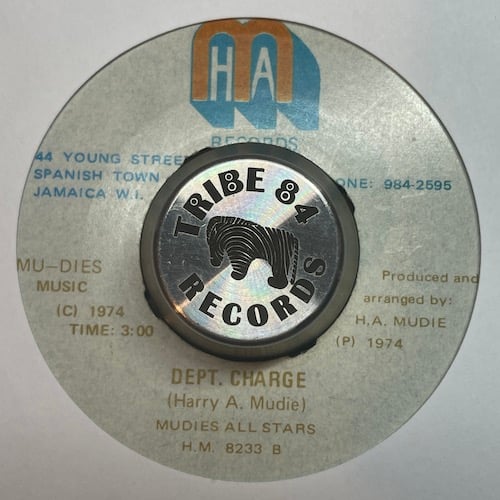 HAM
RECORDS
44 YOUNG STREE
SPANISH TOWN
JAMAICA W.I.
ONE: 984-2595
TRIBE 84
RECORDS
MU-DIES
MUSIC
(C) 1974
TIME: 3:00
Produced and
arranged by:
H.A. MUDIE
(P) 1974
DEPT. CHARGE
(Harry A. Mudie)
MUDIES ALL STARS
H.M. 8233 B